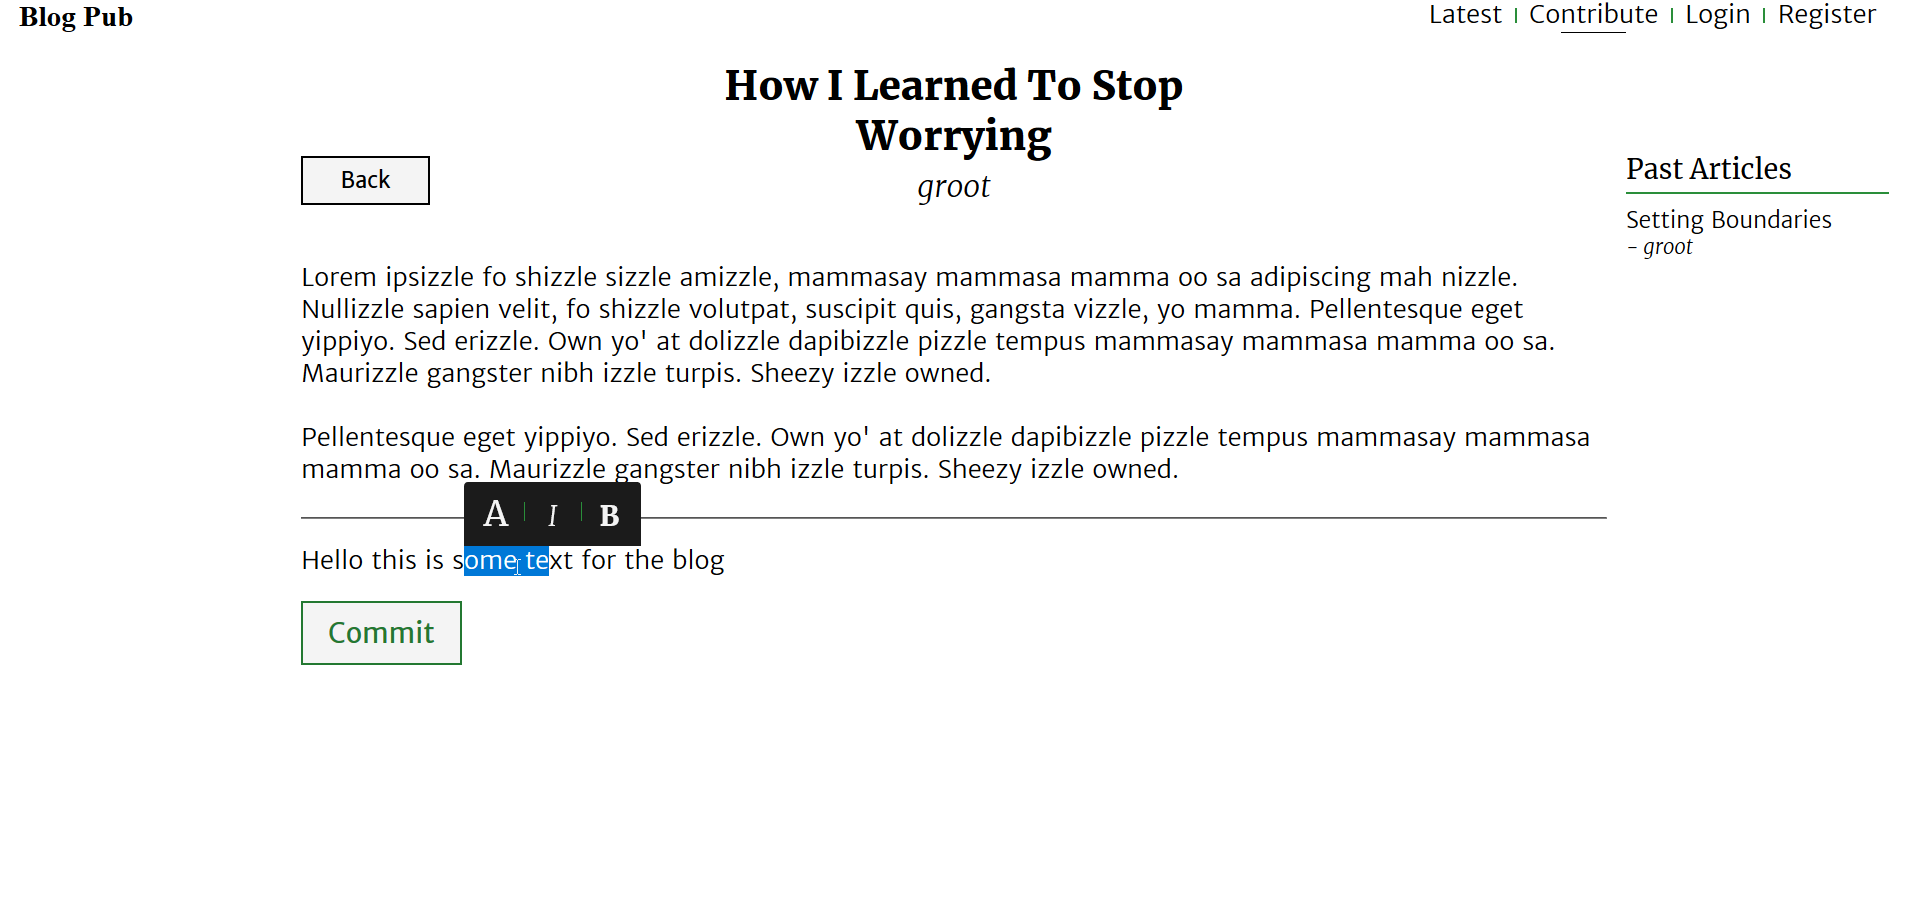 Blog Pub
Latest Contribute Login Register
How I Learned To Stop
Worrying
groot
Back
Past Articles
Setting Boundaries
- groot
Lorem ipsizzle fo shizzle sizzle amizzle, mammasay mammasa mamma oo sa adipiscing mah nizzle.
Nullizzle sapien velit, fo shizzle volutpat, suscipit quis, gangsta vizzle, yo mamma. Pellentesque eget
yippiyo. Sed erizzle. Own yo' at dolizzle dapibizzle pizzle tempus mammasay mammasa mamma oo sa.
Maurizzle gangster nibh izzle turpis. Sheezy izzle owned.
Pellentesque eget yippiyo. Sed erizzle. Own yo' at dolizzle dapibizzle pizzle tempus mammasay mammasa
mamma oo sa. Maurizzle gangster nibh izzle turpis. Sheezy izzle owned.
A I B
Hello this is some text for the blog
Commit